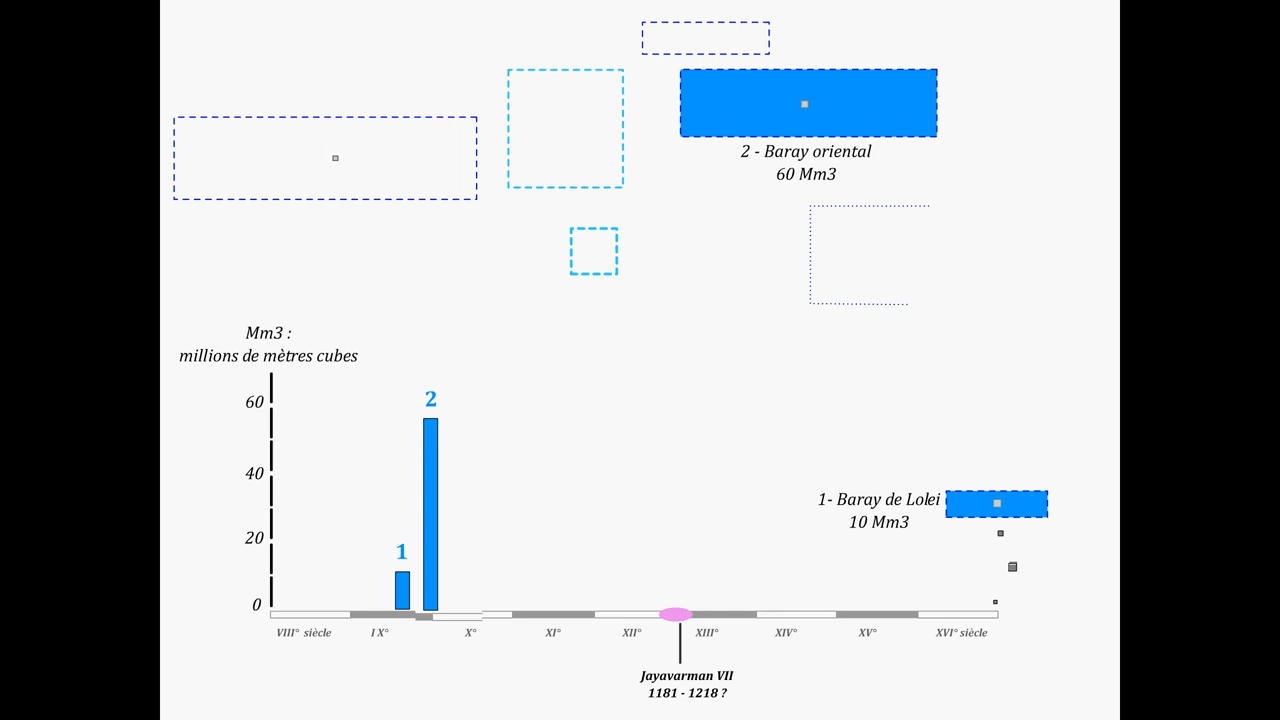 2 - Baray oriental
60 Mm3
Mm3 :
millions de mètres cubes
60
40
20
0
1
2
1- Baray de Lolei
10 Mm3
VIII° siècle
I X°
X°
XI°
XII°
XIII°
XIV°
XV°
XVI° siècle
Jayavarman VII
1181 - 1218 ?